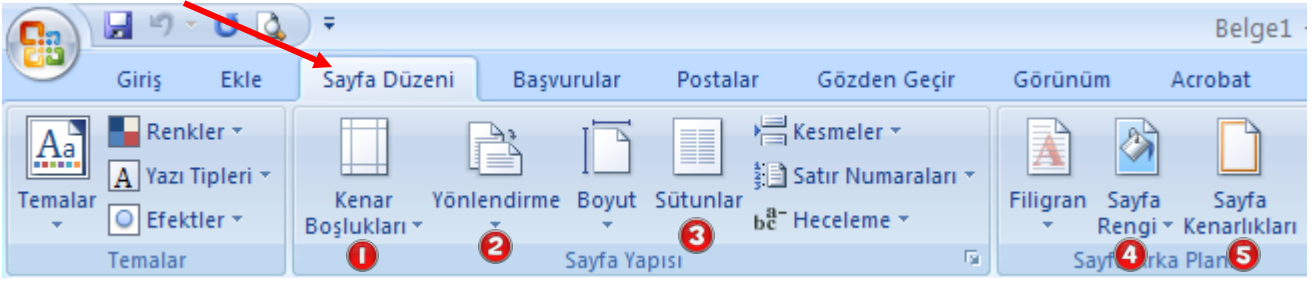 Belge1 -
Giriş Ekle Sayfa Düzeni Başvurular Postalar Gözden Geçir Görünüm Acrobat
Aa Temalar
Renkler
A Yazı Tipleri
Efektler
Temalar
Kenar Boşlukları
1
Yönlendirme
2
Boyut
Sütunlar
3
Kesmeler
Satır Numaraları
Heceleme
Sayfa Yapısı
A Filigran
Sayfa Rengi
4
Sayfa Kenarlıkları
5